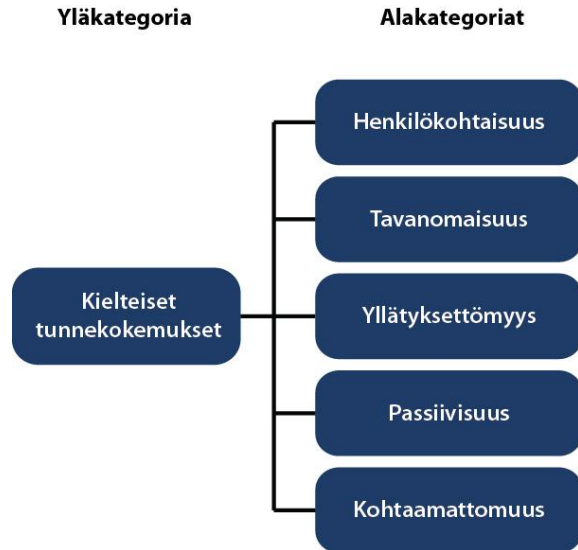 Yläkategoria
Alakategoriat
Henkilökohtaisuus
Tavanomaisuus
Kielteiset
tunnekokemukset
Yllätyksettömyys
Passiivisuus
Kohtaamattomuus